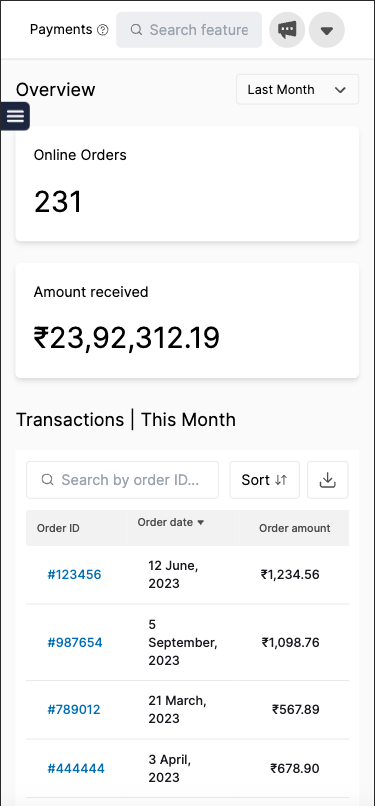 Payments
Search feature
Overview
Last Month
Online Orders
231
Amount received
₹23,92,312.19
Transactions | This Month
Search by order ID...
Sort
Order ID
Order date
Order amount
#123456
12 June,
2023
₹1,234.56
#987654
5
September,
2023
₹1,098.76
#789012
21 March,
2023
₹567.89
#444444
3 April,
2023
₹678.90